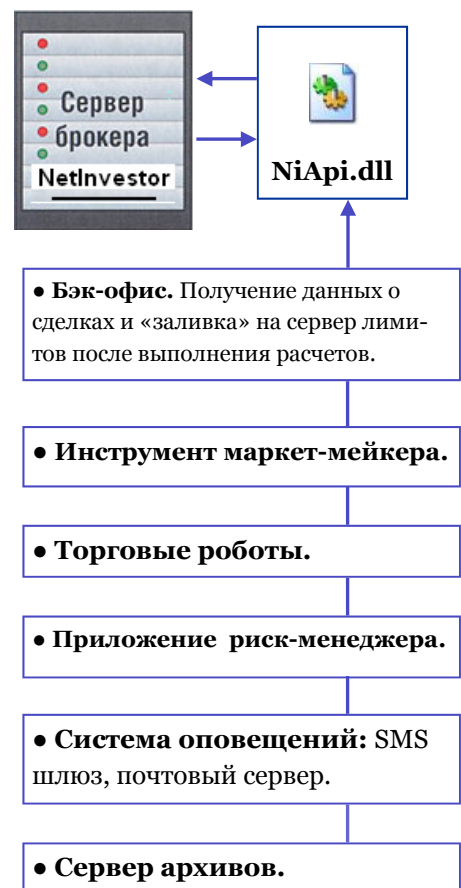 Сервер
брокера
NetInvestor
NiApi.dll
● Бэк-офис. Получение данных о
сделках и «заливка» на сервер лими-
тов после выполнения расчетов.
● Инструмент маркет-мейкера.
● Торговые роботы.
● Приложение риск-менеджера.
● Система оповещений: SMS
шлюз, почтовый сервер.
● Сервер архивов.